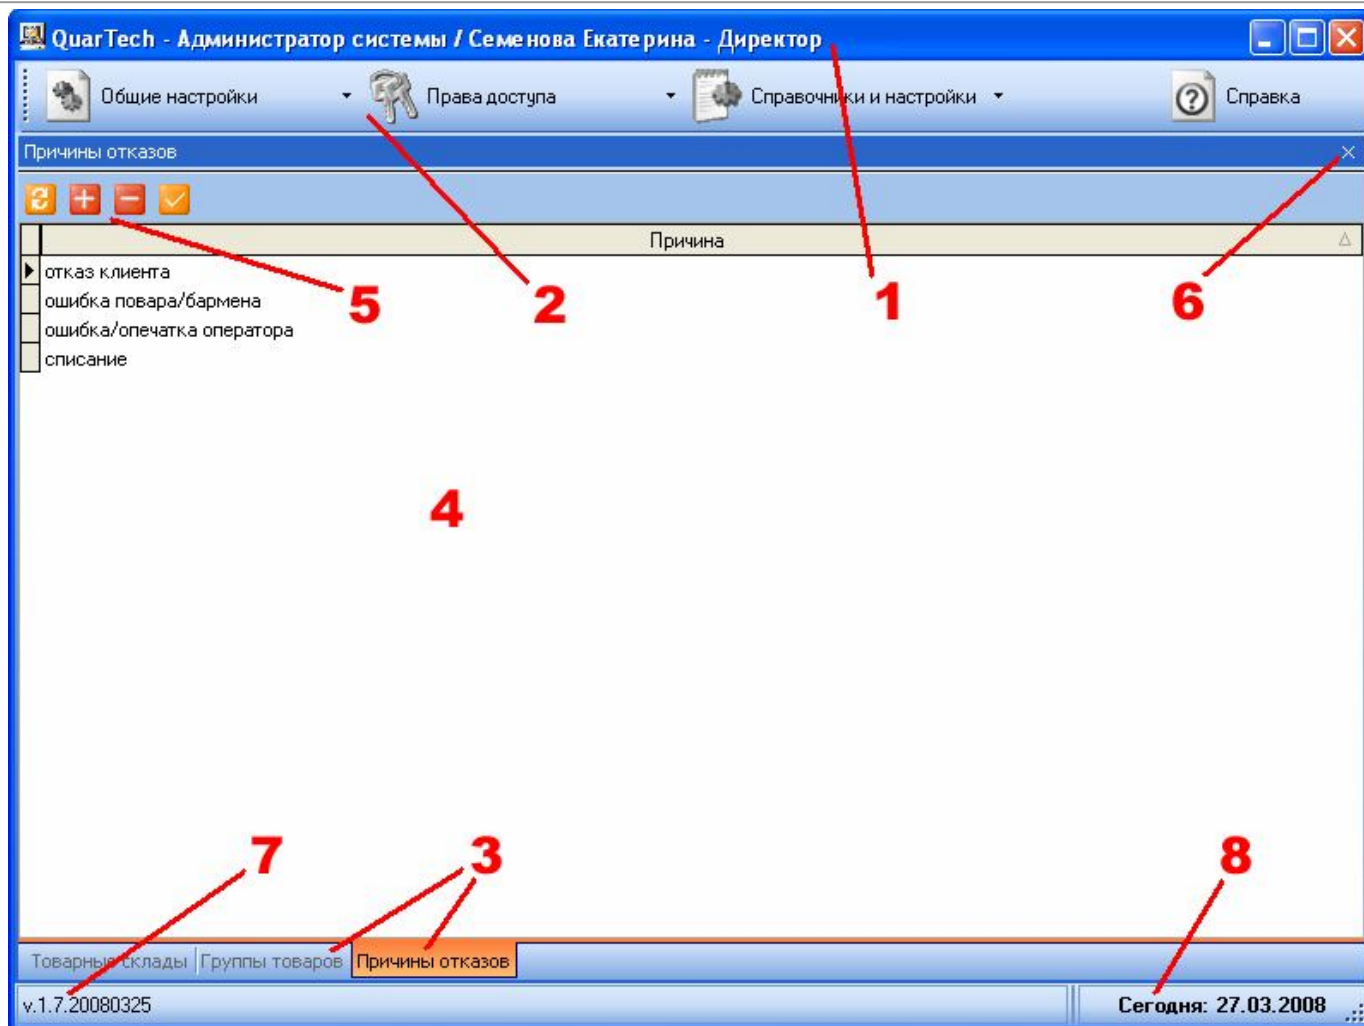 QuarTech - Администратор системы / Семенова Екатерина - Директор
Общие настройки Права доступа Справочники и настройки Справка
Причины отказов
Причина
отказ клиента
ошибка повара/бармена
ошибка/опечатка оператора
списание
5 2 1 6
4
7 3 8
Товарные склады Группы товаров Причины отказов
v.1.7.20080325 Сегодня: 27.03.2008